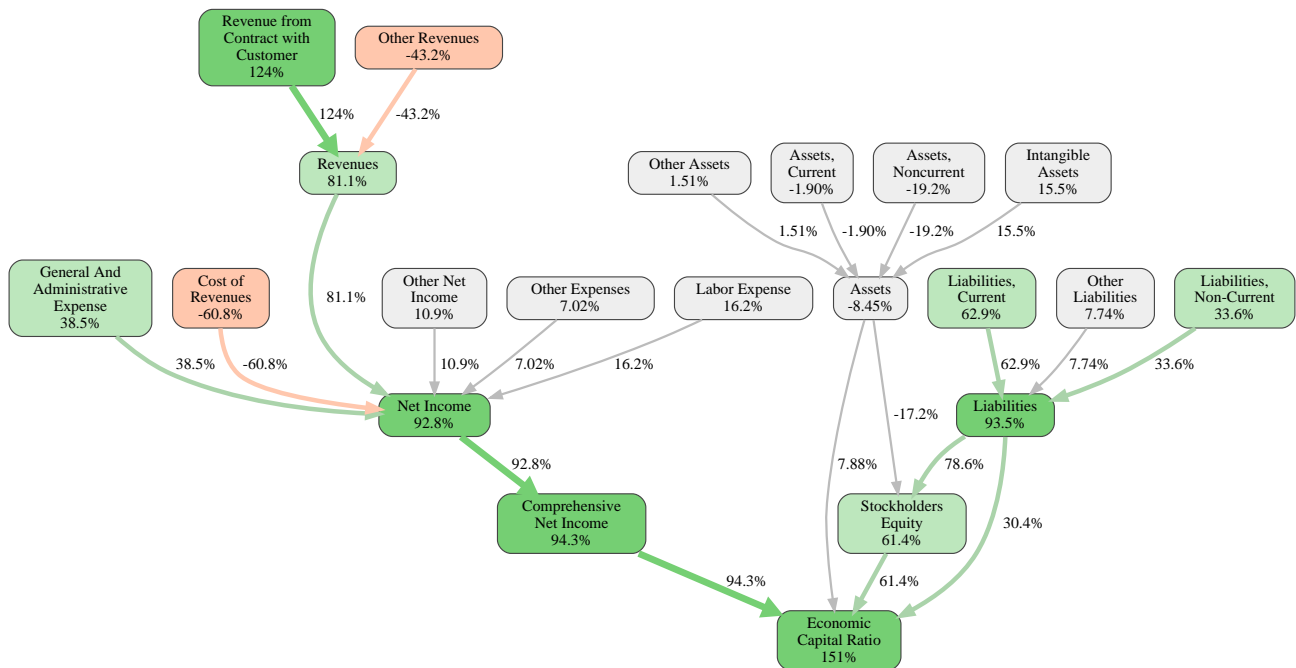 Revenue from
Contract with
Customer
124%
Other Revenues
-43.2%
124%
-43.2%
Revenues
81.1%
Other Assets
1.51%
Assets,
Current
-1.90%
Assets,
Noncurrent
-19.2%
Intangible
Assets
15.5%
1.51%
-1.90%
-19.2%
15.5%
General And
Administrative
Expense
38.5%
Cost of
Revenues
-60.8%
81.1%
Other Net
Income
10.9%
Other Expenses
7.02%
Labor Expense
16.2%
Assets
-8.45%
Liabilities,
Current
62.9%
Other
Liabilities
7.74%
Liabilities,
Non-Current
33.6%
38.5%
-60.8%
10.9%
7.02%
16.2%
62.9%
7.74%
33.6%
Net Income
92.8%
-17.2%
Liabilities
93.5%
92.8%
7.88%
78.6%
Comprehensive
Net Income
94.3%
Stockholders
Equity
61.4%
30.4%
94.3%
61.4%
Economic
Capital Ratio
151%